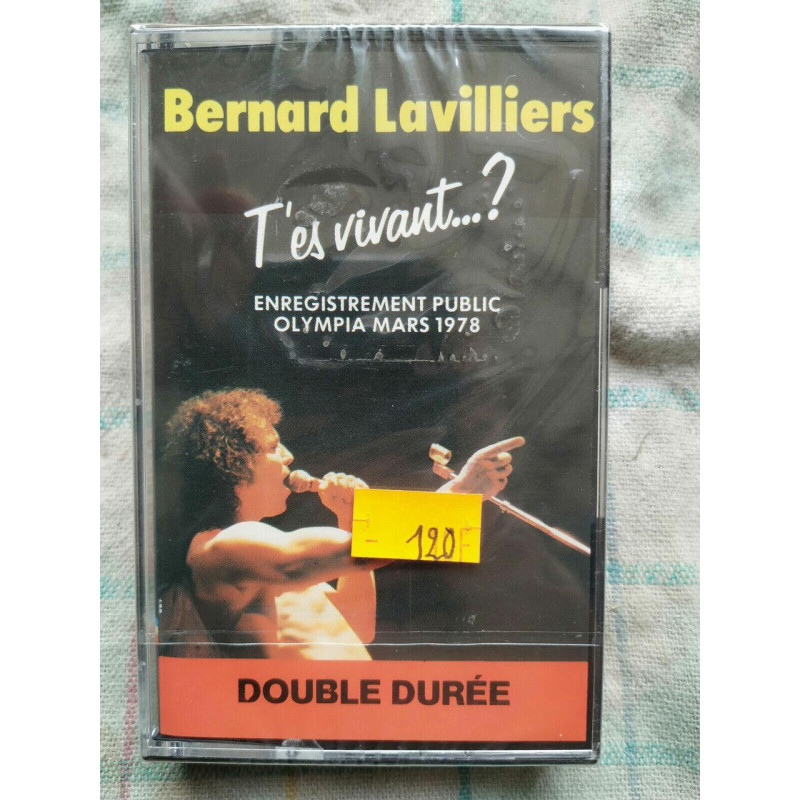 Bernard Lavilliers
T'es vivant...?
ENREGISTREMENT PUBLIC
OLYMPIA MARS 1978
120F
DOUBLE DURÉE